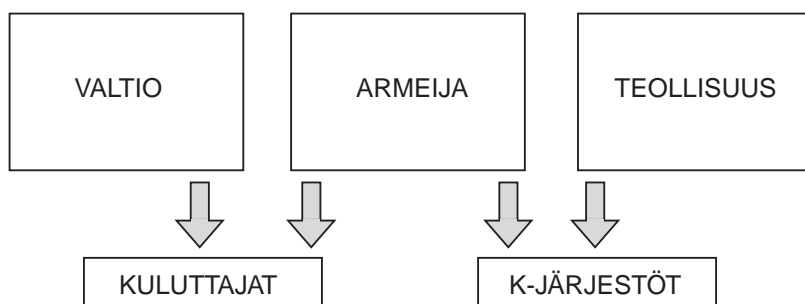 VALTIO
ARMEIJA
TEOLLISUUS
KULUTTAJAT
K-JÄRJESTÖT